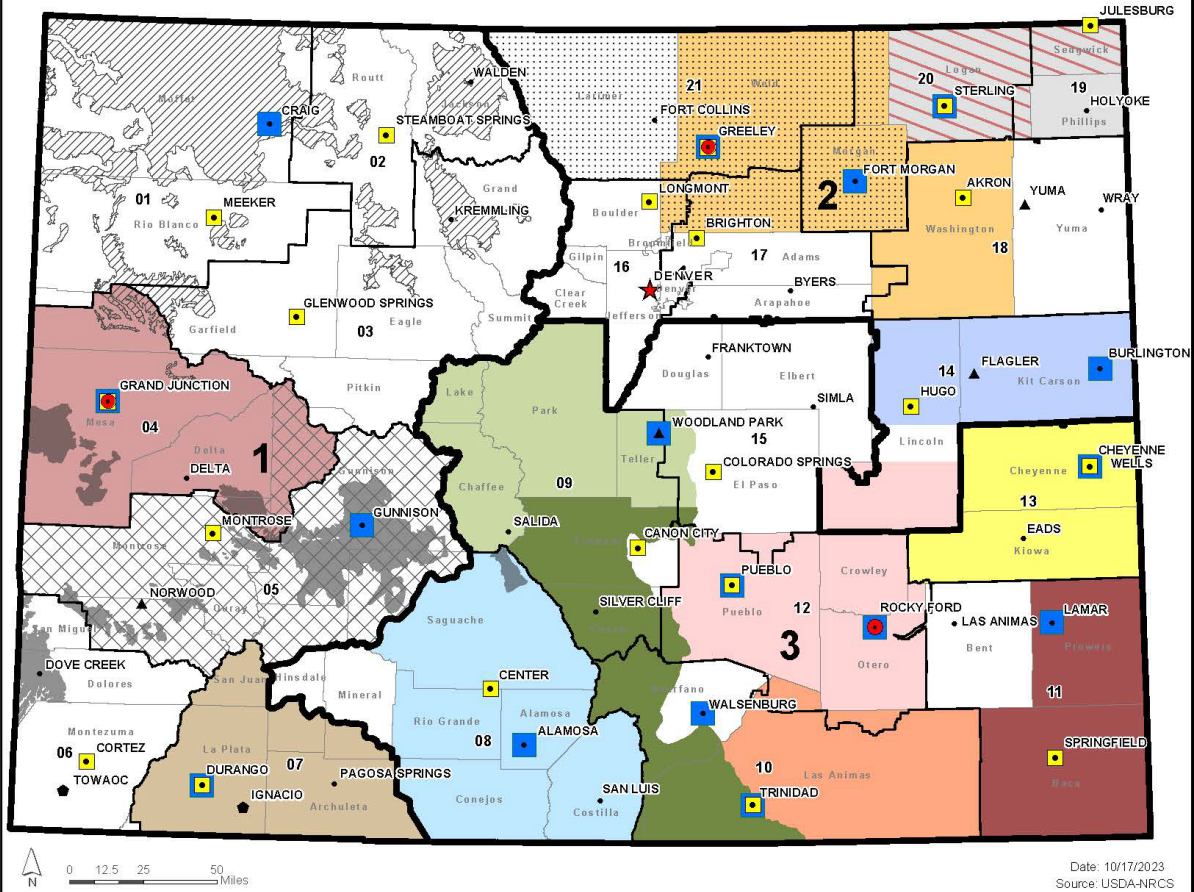 JULESBURG
Sedgwick
Routt
WALDEN
21
Weld
20
Logan
Moffat
Jackson
Larimer
19
STERLING
HOLYOKE
CRAIG
FORT COLLINS
Phillips
STEAMBOAT SPRINGS
GREELEY
02
Morgan
FORT MORGAN
Grand
AKRON
YUMA
LONGMONT
2
01
MEEKER
KREMMLING
Boulder
WRAY
Rio Blanco
BRIGHTON
Washington
Yuma
Broomfield
18
Gilpin
17
Adams
16
DENVER
Denver
BYERS
Clear
Creek
Arapahoe
GLENWOOD SPRINGS
Summit
Jefferson
Garfield
03
Eagle
FRANKTOWN
BURLINGTON
14
FLAGLER
Douglas
Elbert
Kit Carson
GRAND JUNCTION
Pitkin
Lake
HUGO
Park
SIMLA
Mesa
04
WOODLAND PARK
15
Lincoln
Delta
1
Teller
CHEYENNE
WELLS
Gunnison
COLORADO SPRINGS
Cheyenne
DELTA
09
El Paso
Chaffee
13
MONTROSE
GUNNISON
SALIDA
CANON CITY
EADS
Fremont
Montrose
Kiowa
PUEBLO
Crowley
NORWOOD
05
SILVER CLIFF
Ouray
Pueblo
12
ROCKY FORD
LAMAR
San Miguel
Saguache
Custer
LAS ANIMAS
3
Bent
Prowers
DOVE CREEK
Otero
San Juan
Hinsdale
CENTER
Dolores
Mineral
Huerfano
11
WALSENBURG
Rio Grande
Alamosa
Montezuma
ALAMOSA
08
06
CORTEZ
La Plata
SPRINGFIELD
07
10
TOWAOC
DURANGO
PAGOSA SPRINGS
Las Animas
Baca
IGNACIO
SAN LUIS
TRINIDAD
Conejos
Archuleta
Costilla
N
0 12.5 25 50
Miles
Date: 10/17/2023
Source: USDA-NRCS